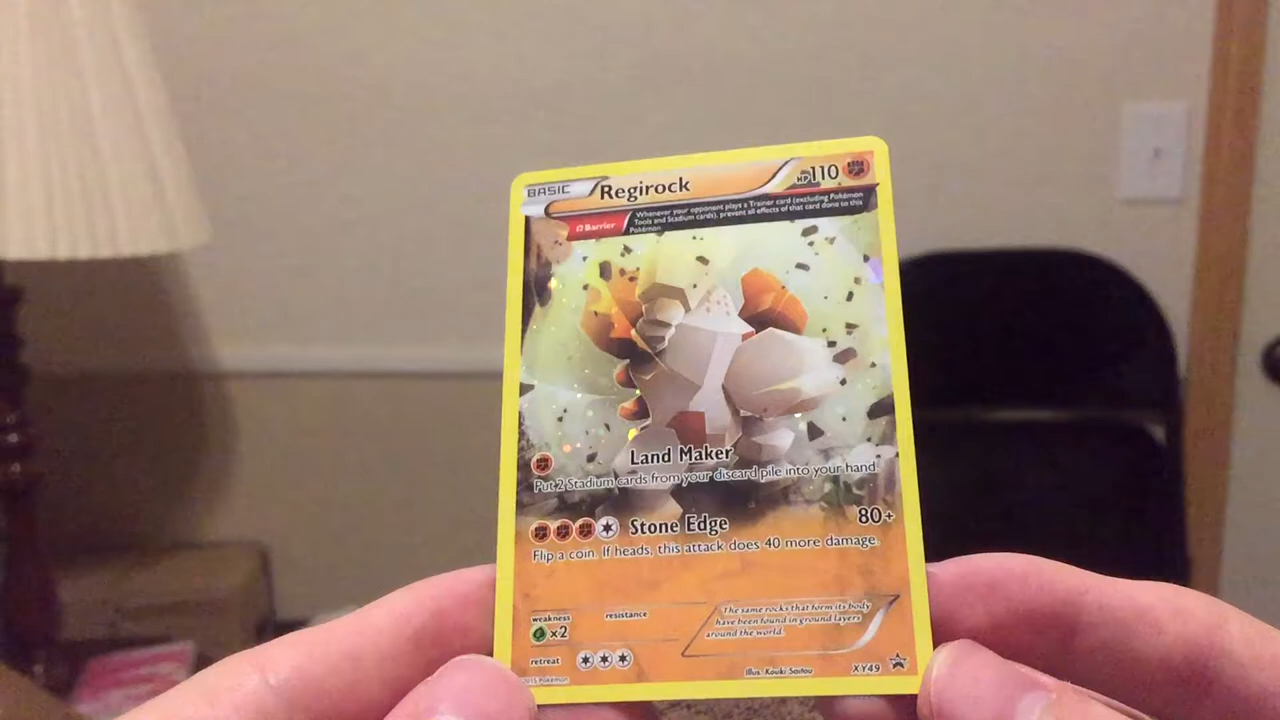 BASIC Regirock HP110
Ω Barrier
Whenever your opponent plays a Trainer card (excluding Pokémon
Tools and Stadium cards), prevent all effects of that card done to this
Pokémon.
Land Maker
Put 2 Stadium cards from your discard pile into your hand.
Stone Edge 80+
Flip a coin. If heads, this attack does 40 more damage.
weakness resistance
×2
The same rocks that form its body
have been found in ground layers
around the world.
retreat
©2015 Pokémon Illus. Kouki Saitou XY49